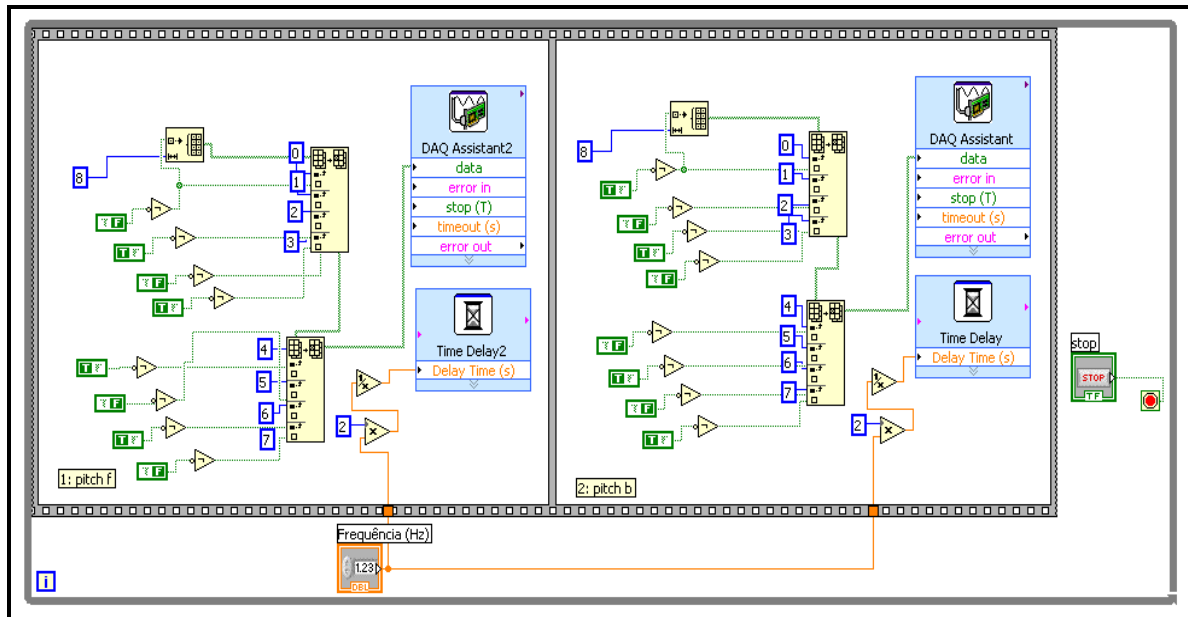 8
F
T
F
T
0
1
2
3
DAQ Assistant2
data
error in
stop (T)
timeout (s)
error out
T
F
T
F
4
5
6
7
2
x
Time Delay2
Delay Time (s)
1: pitch f
8
T
F
T
F
0
1
2
3
DAQ Assistant
data
error in
stop (T)
timeout (s)
error out
F
T
F
T
4
5
6
7
2
x
Time Delay
Delay Time (s)
2: pitch b
stop
STOP
TF
Frequência (Hz)
1.23
DBL
i